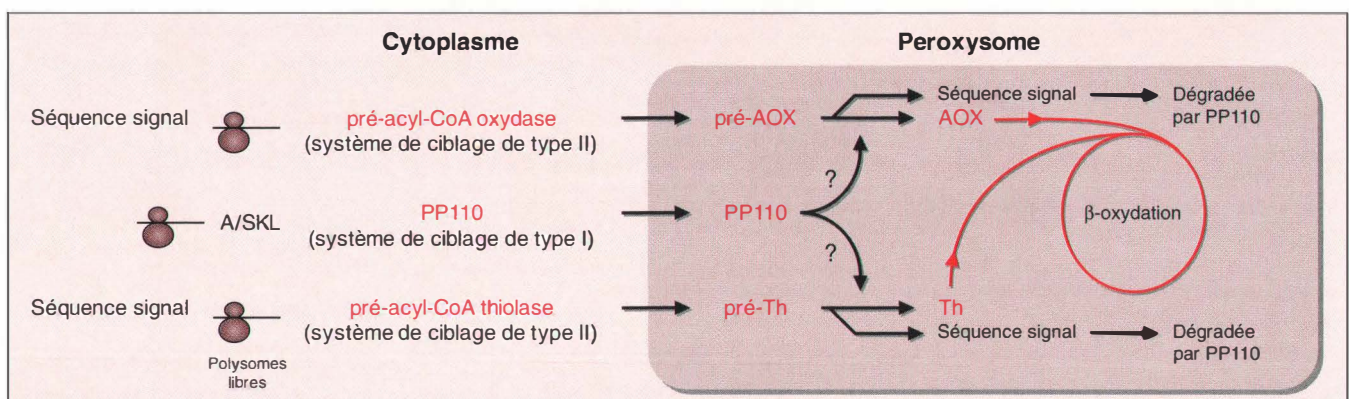 Cytoplasme
Peroxysome
Séquence signal
pré-acyl-CoA oxydase
(système de ciblage de type II)
pré-AOX
Séquence signal
AOX
Dégradée
par PP110
?
A/SKL
PP110
(système de ciblage de type I)
PP110
β-oxydation
?
Séquence signal
pré-acyl-CoA thiolase
(système de ciblage de type II)
pré-Th
Th
Séquence signal
Dégradée
par PP110
Polysomes
libres